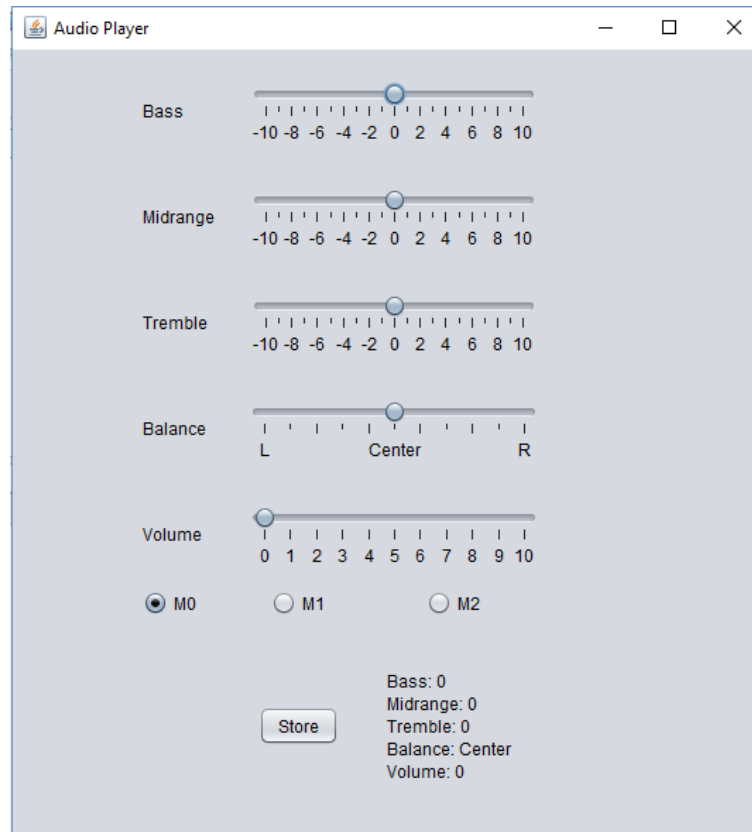 Audio Player
Bass
-10 -8 -6 -4 -2 0 2 4 6 8 10
Midrange
-10 -8 -6 -4 -2 0 2 4 6 8 10
Tremble
-10 -8 -6 -4 -2 0 2 4 6 8 10
Balance
L Center R
Volume
0 1 2 3 4 5 6 7 8 9 10
M0 M1 M2
Bass: 0
Midrange: 0
Store Tremble: 0
Balance: Center
Volume: 0